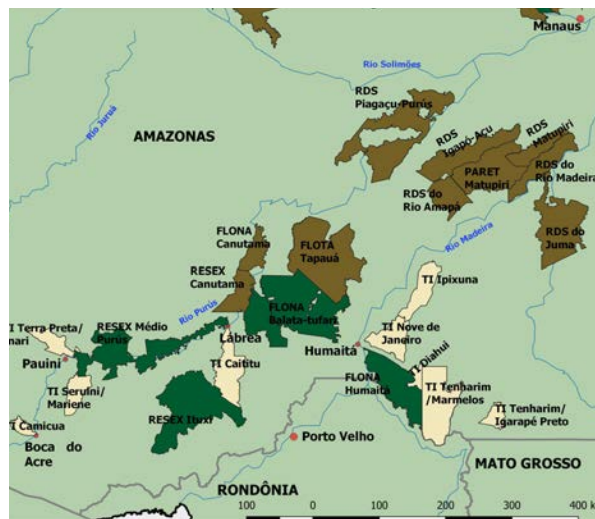 Manaus
Rio Solimões
RDS
Piagaçu-Purús
Rio Juruá
AMAZONAS
RDS
Igapó-Açu
RDS
Matupiri
PARET
Matupiri
RDS do
Rio Madeira
RDS do
Rio Amapá
RDS do
Juma
Rio Madeira
FLONA
Canutama
FLOTA
Tapauá
RESEX
Canutama
TI Ipixuna
FLONA
Balata-tufari
Rio Purús
RESEX Médio
Purús
I Terra Preta/
nari
Lábrea
Humaitá
TI Nove de
Janeiro
Pauini
TI Caititu
TI Diahui
FLONA
Humaitá
TI Seruini/
Mariene
TI Tenharim
/Marmelos
RESEX Ituxi
TI Tenharim/
Igarapé Preto
TI Camicua
Boca do
Acre
Porto Velho
MATO GROSSO
RONDÔNIA
100 0 100 200 300 400 k